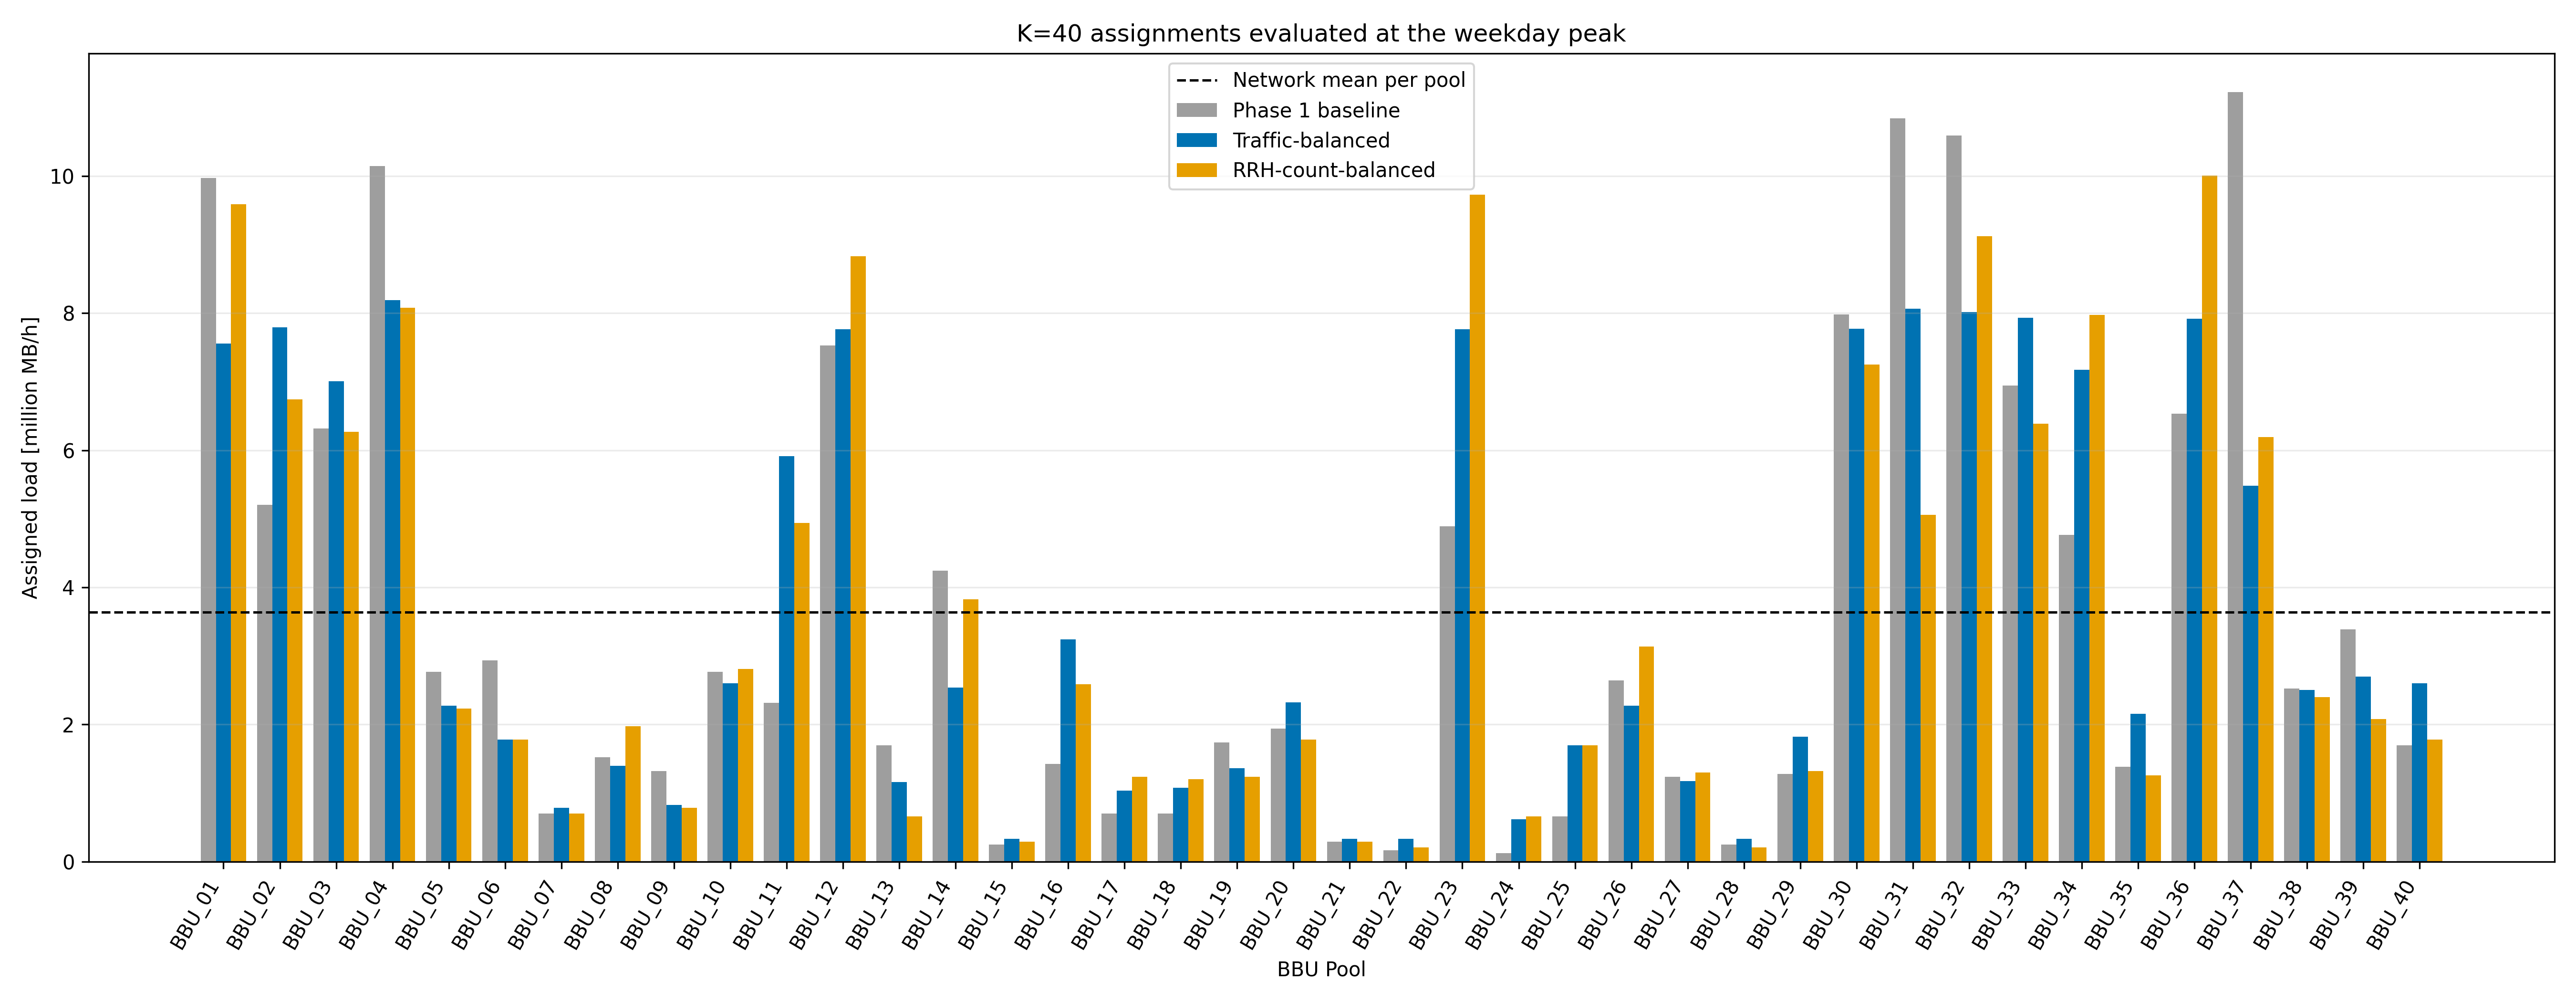 K=40 assignments evaluated at the weekday peak
Network mean per pool
Phase 1 baseline
Traffic-balanced
RRH-count-balanced
Assigned load [million MB/h]
10
8
6
4
2
0
BBU_01
BBU_02
BBU_03
BBU_04
BBU_05
BBU_06
BBU_07
BBU_08
BBU_09
BBU_10
BBU_11
BBU_12
BBU_13
BBU_14
BBU_15
BBU_16
BBU_17
BBU_18
BBU_19
BBU_20
BBU_21
BBU_22
BBU_23
BBU_24
BBU_25
BBU_26
BBU_27
BBU_28
BBU_29
BBU_30
BBU_31
BBU_32
BBU_33
BBU_34
BBU_35
BBU_36
BBU_37
BBU_38
BBU_39
BBU_40
BBU Pool